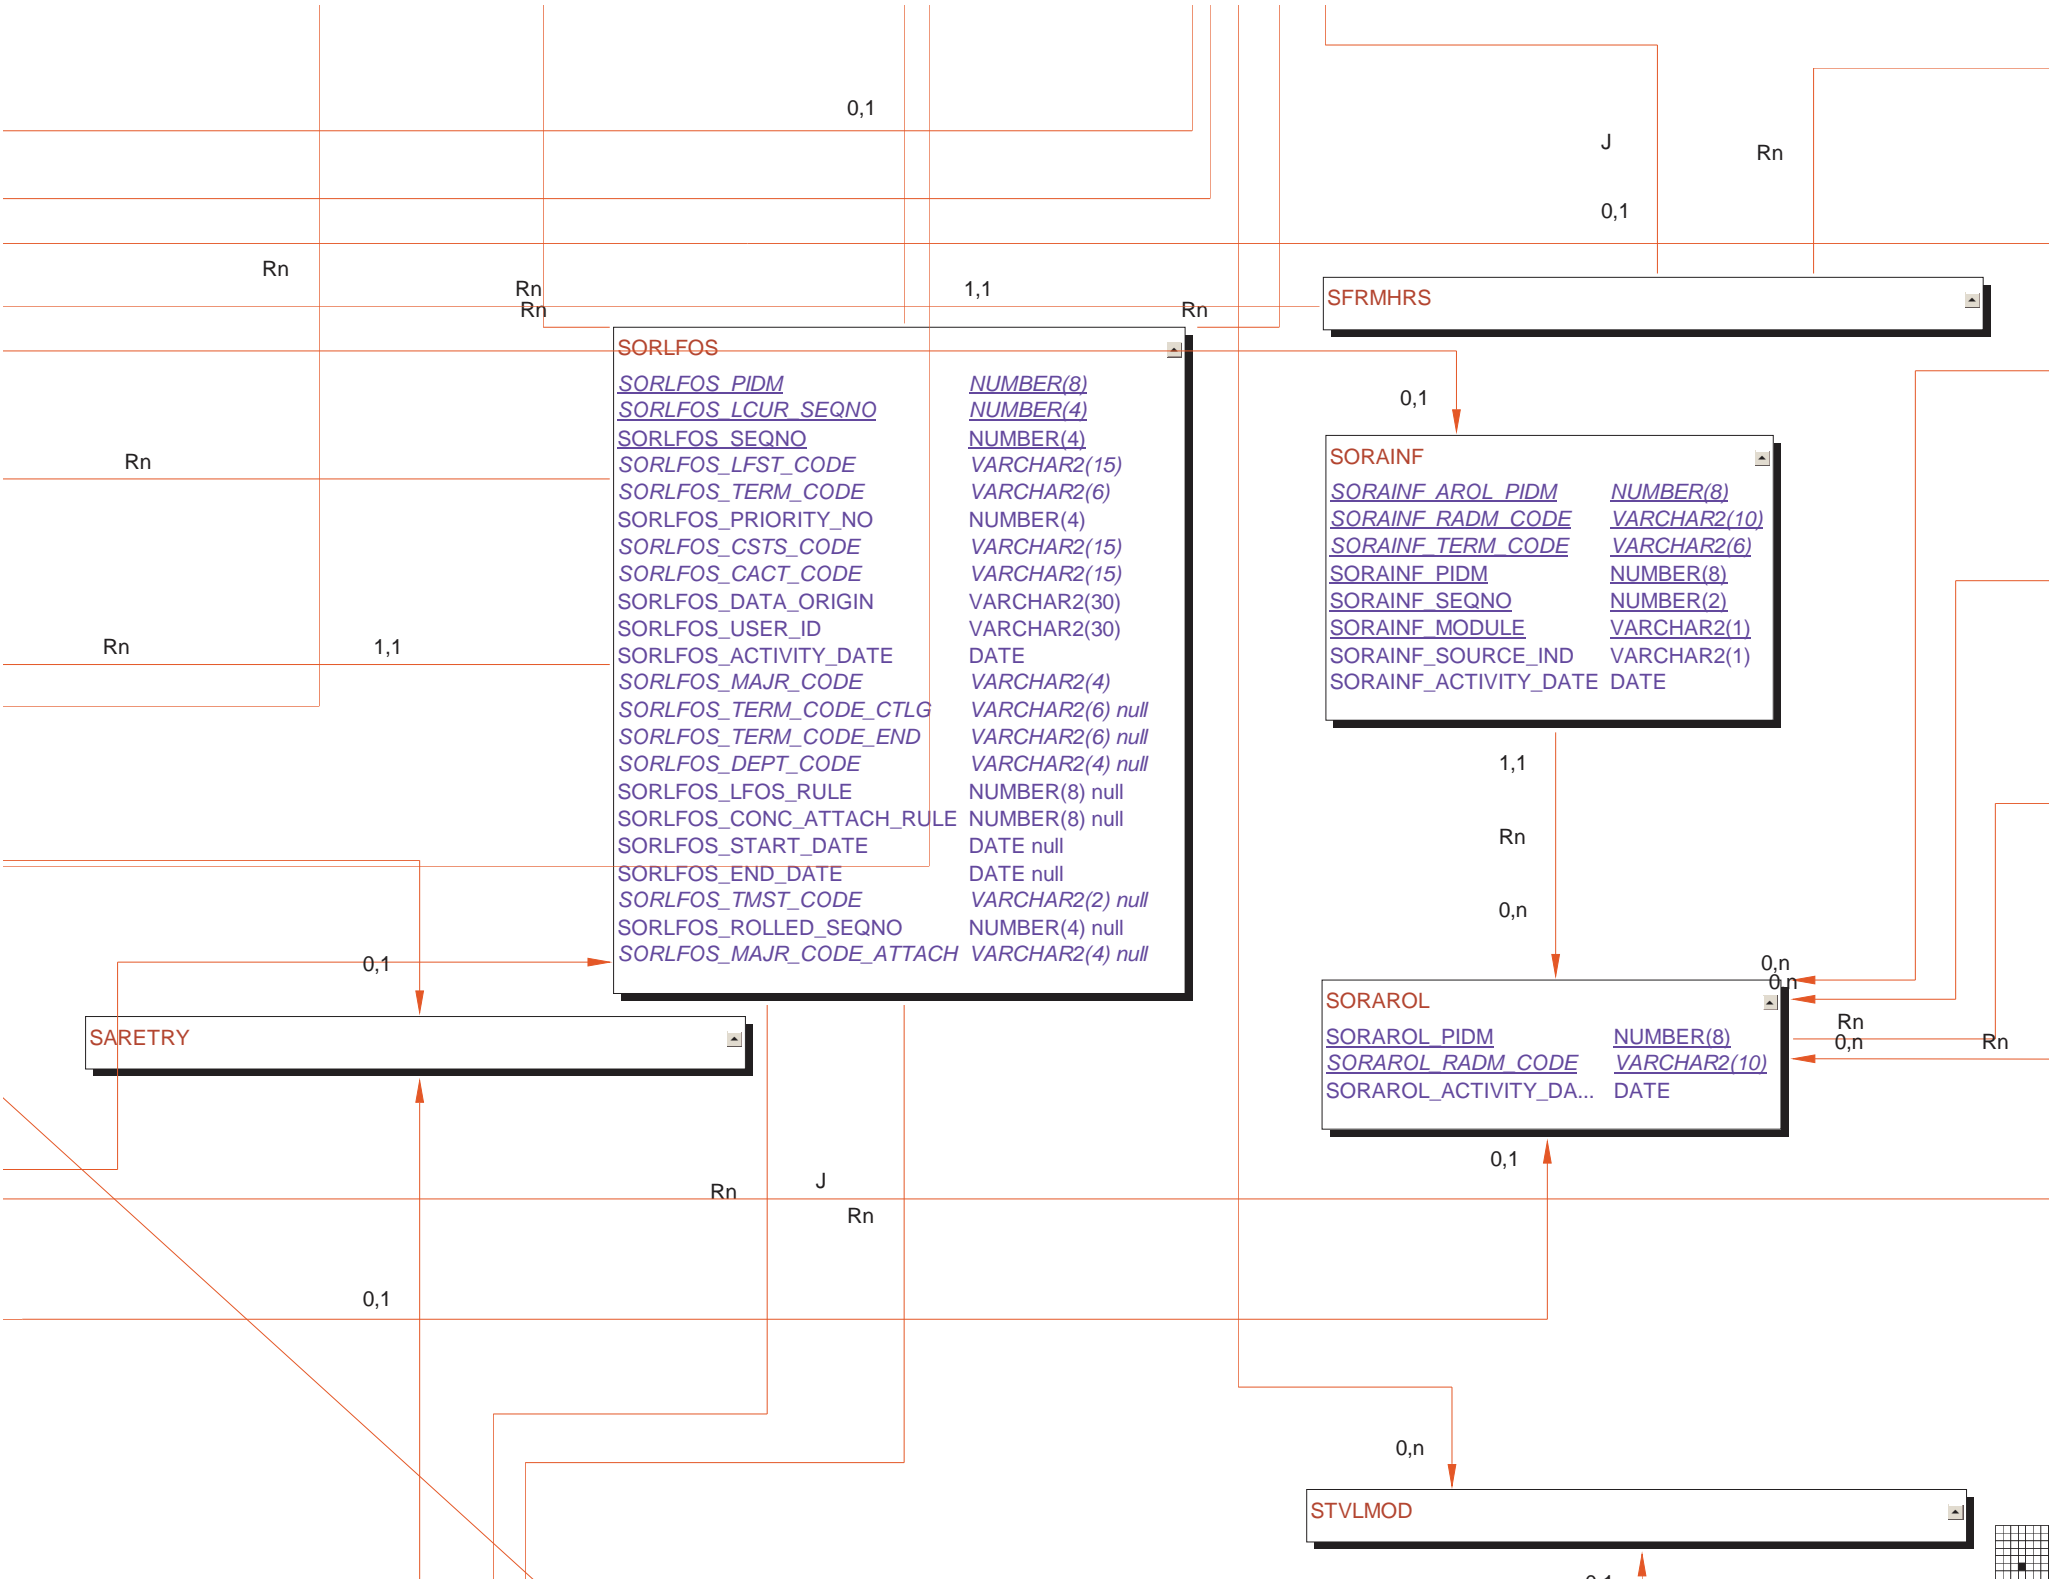 0,1
J
Rn
0,1
Rn
Rn
Rn
1,1
Rn
SFRMHRS
SORLFOS
SORLFOS_PIDM NUMBER(8)
SORLFOS_LCUR_SEQNO NUMBER(4)
SORLFOS_SEQNO NUMBER(4)
SORLFOS_LFST_CODE VARCHAR2(15)
SORLFOS_TERM_CODE VARCHAR2(6)
SORLFOS_PRIORITY_NO NUMBER(4)
SORLFOS_CSTS_CODE VARCHAR2(15)
SORLFOS_CACT_CODE VARCHAR2(15)
SORLFOS_DATA_ORIGIN VARCHAR2(30)
SORLFOS_USER_ID VARCHAR2(30)
SORLFOS_ACTIVITY_DATE DATE
SORLFOS_MAJR_CODE VARCHAR2(4)
SORLFOS_TERM_CODE_CTLG VARCHAR2(6) null
SORLFOS_TERM_CODE_END VARCHAR2(6) null
SORLFOS_DEPT_CODE VARCHAR2(4) null
SORLFOS_LFOS_RULE NUMBER(8) null
SORLFOS_CONC_ATTACH_RULE NUMBER(8) null
SORLFOS_START_DATE DATE null
SORLFOS_END_DATE DATE null
SORLFOS_TMST_CODE VARCHAR2(2) null
SORLFOS_ROLLED_SEQNO NUMBER(4) null
SORLFOS_MAJR_CODE_ATTACH VARCHAR2(4) null
0,1
SORAINF
SORAINF_AROL_PIDM NUMBER(8)
SORAINF_RADM_CODE VARCHAR2(10)
SORAINF_TERM_CODE VARCHAR2(6)
SORAINF_PIDM NUMBER(8)
SORAINF_SEQNO NUMBER(2)
SORAINF_MODULE VARCHAR2(1)
SORAINF_SOURCE_IND VARCHAR2(1)
SORAINF_ACTIVITY_DATE DATE
Rn
Rn
1,1
1,1
Rn
0,n
0,1
0,n
0,n
SORAROL
SORAROL_PIDM NUMBER(8)
SORAROL_RADM_CODE VARCHAR2(10)
SORAROL_ACTIVITY_DA... DATE
Rn
0,n
Rn
SARETRY
0,1
Rn
J
Rn
0,1
0,n
STVLMOD